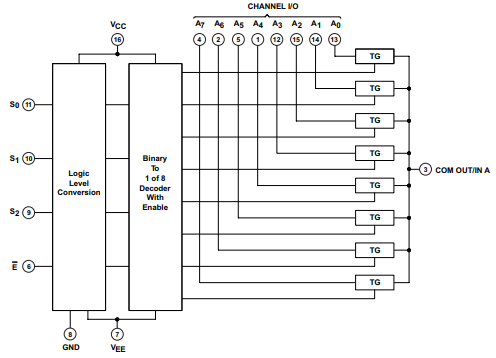 CHANNEL I/O
VCC A7 A6 A5 A4 A3 A2 A1 A0
16 4 2 5 1 12 15 14 13
TG
TG
S0 11
TG
TG
S1 10
Logic
Level
Conversion
Binary
To
1 of 8
Decoder
With
Enable
3 COM OUT/IN A
TG
S2 9
TG
TG
E̅ 6
TG
8 7
GND VEE